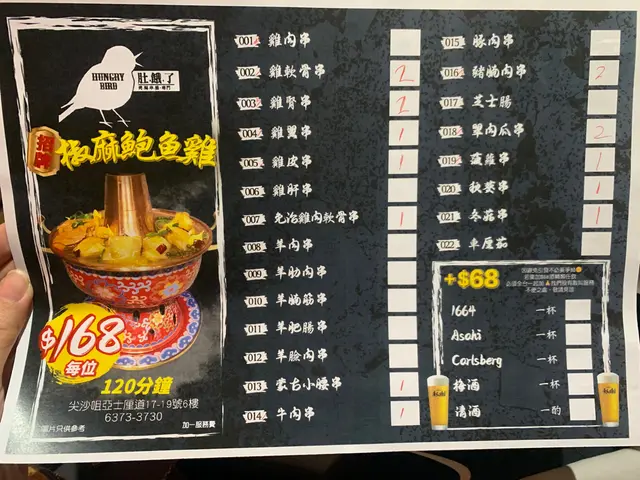 HUNGRY
BIRD
肚餓了
招牌
椒麻鮑魚雞
$168
每位
120分鐘
尖沙咀亞士厘道17-19號6樓
6373-3730
圖片只供參考
加一服務費
001 雞肉串
002 雞軟骨串 2
003 雞腎串 2
004 雞翼串 1
005 雞皮串 1
006 雞肝串
007 免治雞肉軟骨串 1
008 羊肉串
009 羊肋肉串
010 羊腩筋串
011 羊肥腸串
012 羊臉肉串
013 蒙古小腰串 1
014 牛肉串 1
015 豚肉串
016 豬腩肉串 2
017 芝士腸
018 翠肉瓜串 2
019 菠蘿串 1
020 秋葵串 1
021 冬菇串 1
022 車厘茄
+$68
1664 一杯
Asahi 一杯
Carlsberg 一杯
梅酒 一杯
清酒 一酌
Asahi